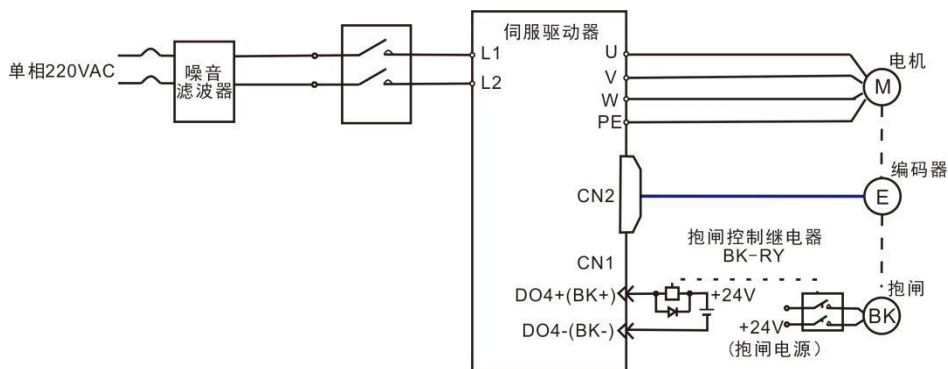 伺服驱动器
单相220VAC
噪音
滤波器
L1
L2
U
V
W
PE
电机
M
编码器
CN2
E
抱闸控制继电器
BK-RY
CN1
抱闸
DO4+(BK+)
+24V
BK
DO4-(BK-)
+24V
(抱闸电源)